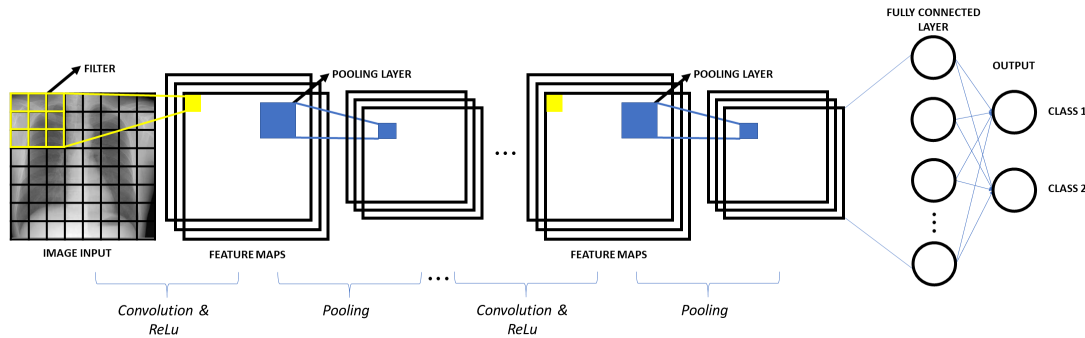 FULLY CONNECTED
LAYER
FILTER
POOLING LAYER
POOLING LAYER
OUTPUT
CLASS 1
CLASS 2
IMAGE INPUT
FEATURE MAPS
FEATURE MAPS
Convolution &
ReLu
Pooling
Convolution &
ReLu
Pooling